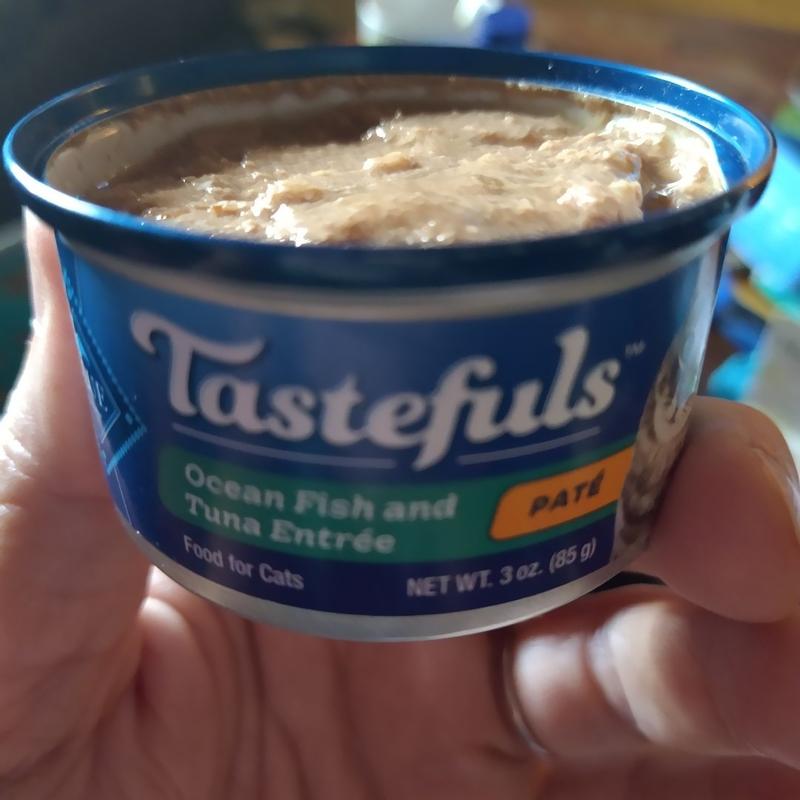 Tastefuls™
Ocean Fish and
Tuna Entrée
PATÉ
Food for Cats
NET WT. 3 oz. (85 g)